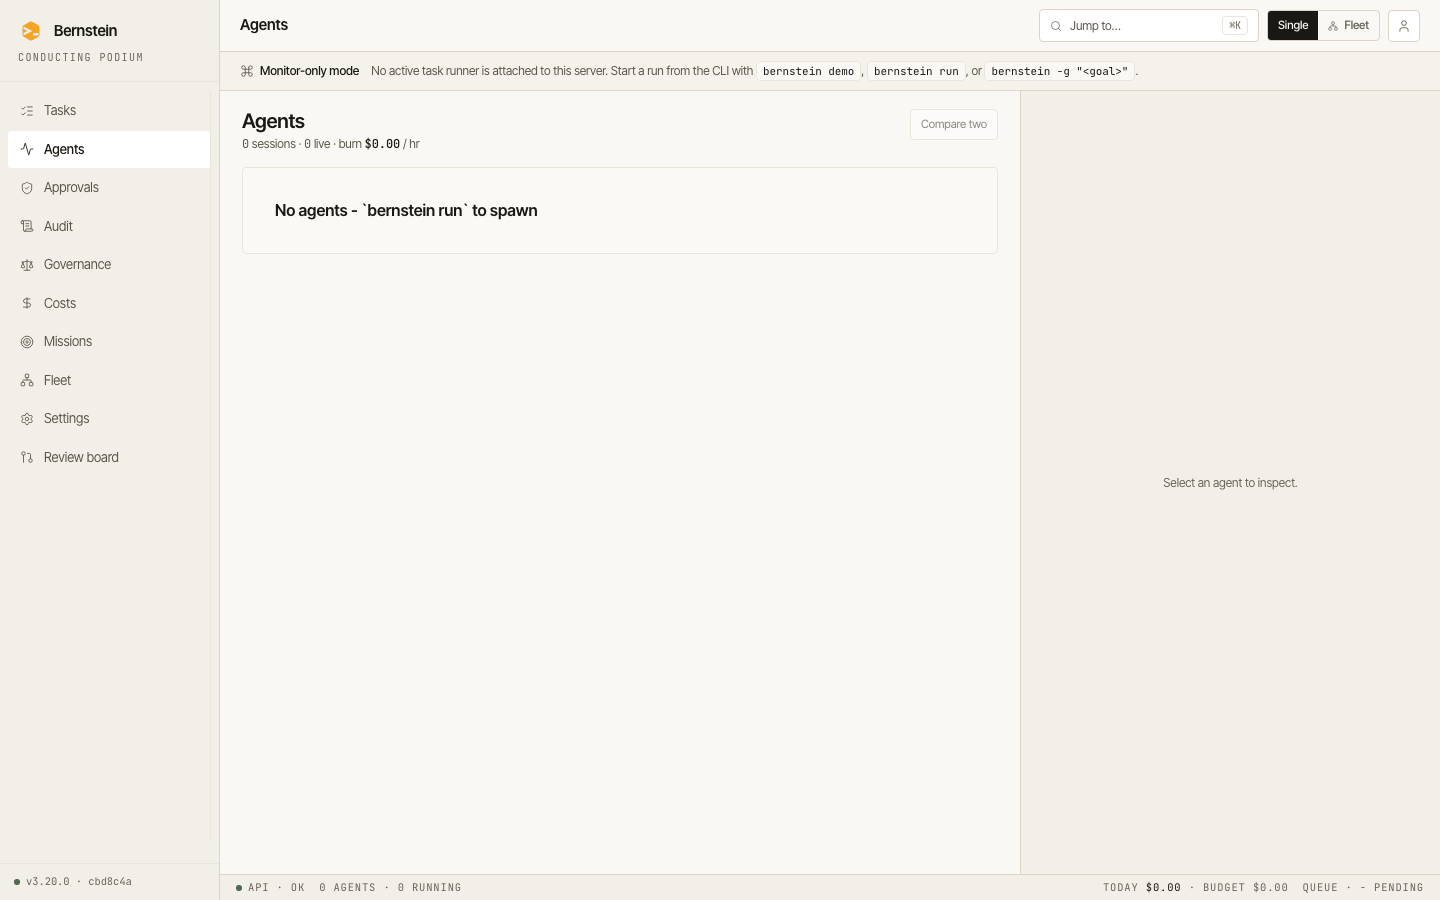 Bernstein
CONDUCTING PODIUM
Tasks
Agents
Approvals
Audit
Governance
Costs
Missions
Fleet
Settings
Review board
v3.20.0 · cbd8c4a
Agents
Jump to...
⌘K
Single
Fleet
Monitor-only mode No active task runner is attached to this server. Start a run from the CLI with bernstein demo , bernstein run , or bernstein -g "<goal>" .
Agents
0 sessions · 0 live · burn $0.00 / hr
Compare two
No agents - `bernstein run` to spawn
Select an agent to inspect.
API · OK 0 AGENTS · 0 RUNNING
TODAY $0.00 · BUDGET $0.00 QUEUE · - PENDING